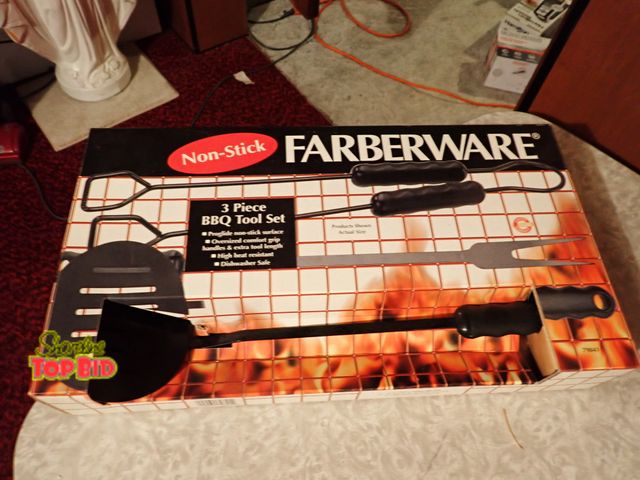 Non-Stick
FARBERWARE®
3 Piece
BBQ Tool Set
■ Proglide non-stick surface
■ Oversized comfort grip
handles & extra tool length
■ High heat resistant
■ Dishwasher Safe
Products Shown
Actual Size
TOP BID